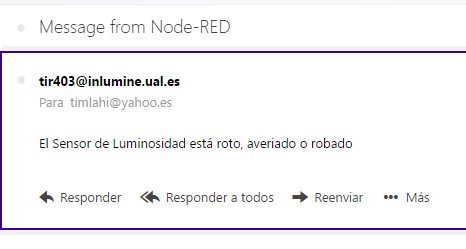 Message from Node-RED
tir403@inlumine.ual.es
Para timlahi@yahoo.es
El Sensor de Luminosidad está roto, averiado o robado
Responder Responder a todos Reenviar Más